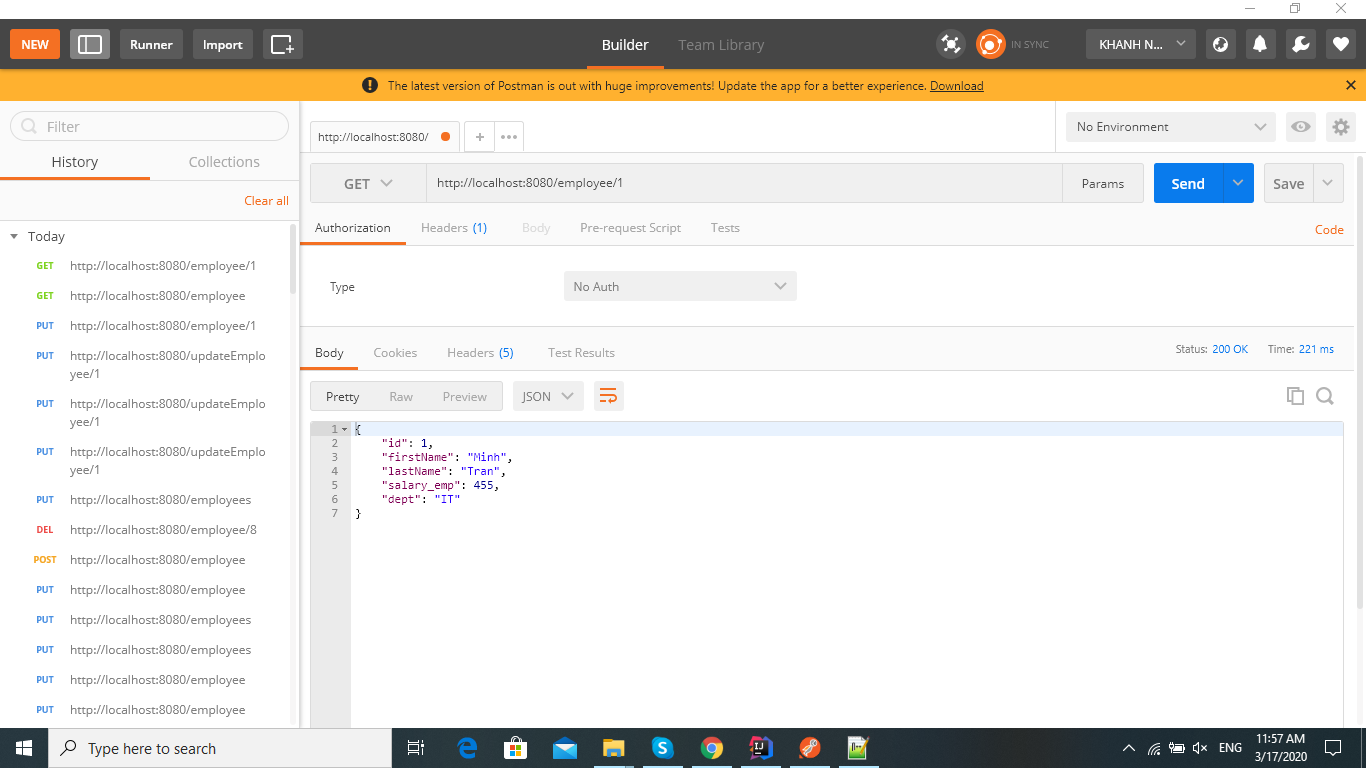 NEW Runner Import Builder Team Library IN SYNC KHANH N...
The latest version of Postman is out with huge improvements! Update the app for a better experience. Download
Filter
History Collections
Clear all
Today
GET http://localhost:8080/employee/1
GET http://localhost:8080/employee
PUT http://localhost:8080/employee/1
PUT http://localhost:8080/updateEmplo
yee/1
PUT http://localhost:8080/updateEmplo
yee/1
PUT http://localhost:8080/updateEmplo
yee/1
PUT http://localhost:8080/employees
DEL http://localhost:8080/employee/8
POST http://localhost:8080/employee
PUT http://localhost:8080/employee
PUT http://localhost:8080/employees
PUT http://localhost:8080/employees
PUT http://localhost:8080/employee
PUT http://localhost:8080/employee
http://localhost:8080/ + ••• No Environment
GET http://localhost:8080/employee/1 Params Send Save
Authorization Headers (1) Body Pre-request Script Tests Code
Type No Auth
Body Cookies Headers (5) Test Results Status: 200 OK Time: 221 ms
Pretty Raw Preview JSON
1 {
2 "id": 1,
3 "firstName": "Minh",
4 "lastName": "Tran",
5 "salary_emp": 455,
6 "dept": "IT"
7 }
Type here to search ENG 11:57 AM
3/17/2020